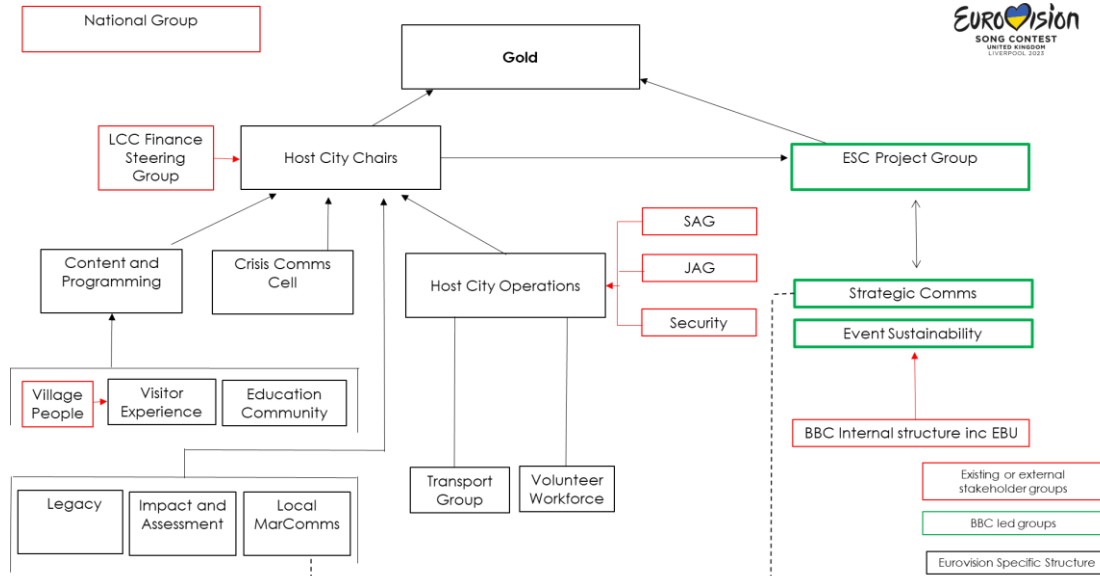 National Group
EUROVISION
SONG CONTEST
UNITED KINGDOM
LIVERPOOL 2023
Gold
LCC Finance
Steering
Group
Host City Chairs
ESC Project Group
Content and
Programming
Crisis Comms
Cell
Host City Operations
SAG
JAG
Security
Strategic Comms
Event Sustainability
Village
People
Visitor
Experience
Education
Community
BBC Internal structure inc EBU
Legacy
Impact and
Assessment
Local
MarComms
Transport
Group
Volunteer
Workforce
Existing or external
stakeholder groups
BBC led groups
Eurovision Specific Structure